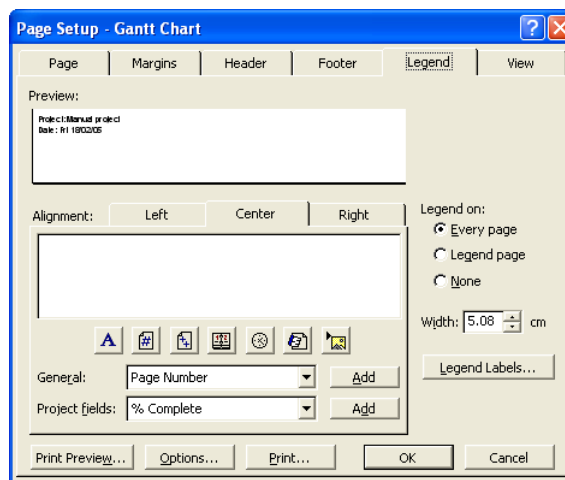 Page Setup - Gantt Chart
Page Margins Header Footer Legend View
Preview:
Project:Manual project
Date: Fri 18/02/05
Alignment: Left Center Right
Legend on:
Every page
Legend page
None
Width: 5.08 cm
Legend Labels...
General: Page Number Add
Project fields: % Complete Add
Print Preview... Options... Print... OK Cancel